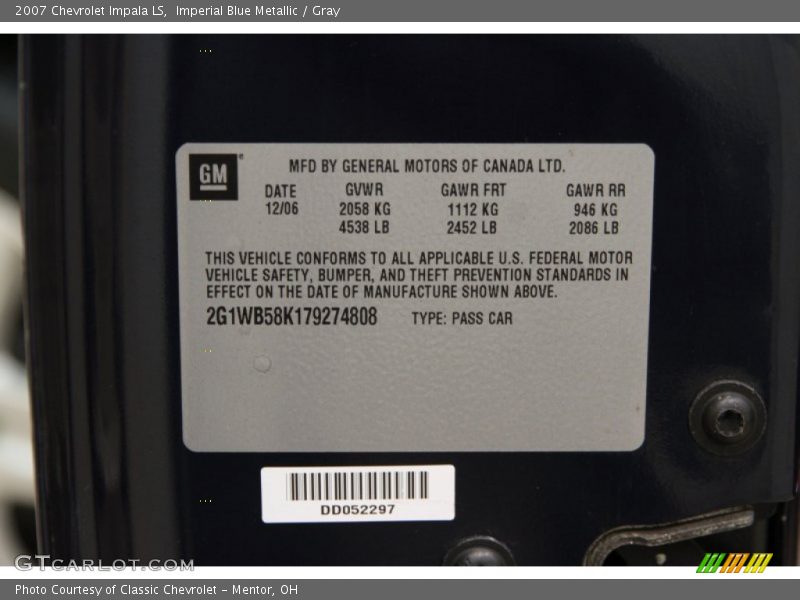 2007 Chevrolet Impala LS, Imperial Blue Metallic / Gray
GM
MFD BY GENERAL MOTORS OF CANADA LTD.
DATE GVWR GAWR FRT GAWR RR
12/06 2058 KG 1112 KG 946 KG
4538 LB 2452 LB 2086 LB
THIS VEHICLE CONFORMS TO ALL APPLICABLE U.S. FEDERAL MOTOR
VEHICLE SAFETY, BUMPER, AND THEFT PREVENTION STANDARDS IN
EFFECT ON THE DATE OF MANUFACTURE SHOWN ABOVE.
2G1WB58K179274808 TYPE: PASS CAR
DD052297
GTCARLOT.COM
Photo Courtesy of Classic Chevrolet - Mentor, OH